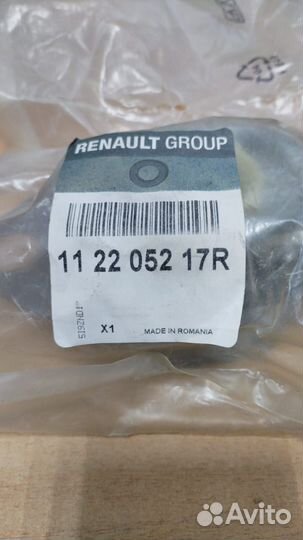 RENAULT GROUP
11 22 052 17R
X1
MADE IN ROMANIA
Avito